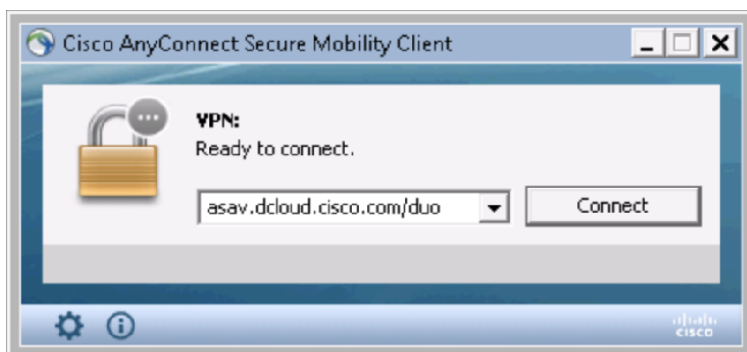 Cisco AnyConnect Secure Mobility Client
VPN:
Ready to connect.
asav.dcloud.cisco.com/duo
Connect
CISCO